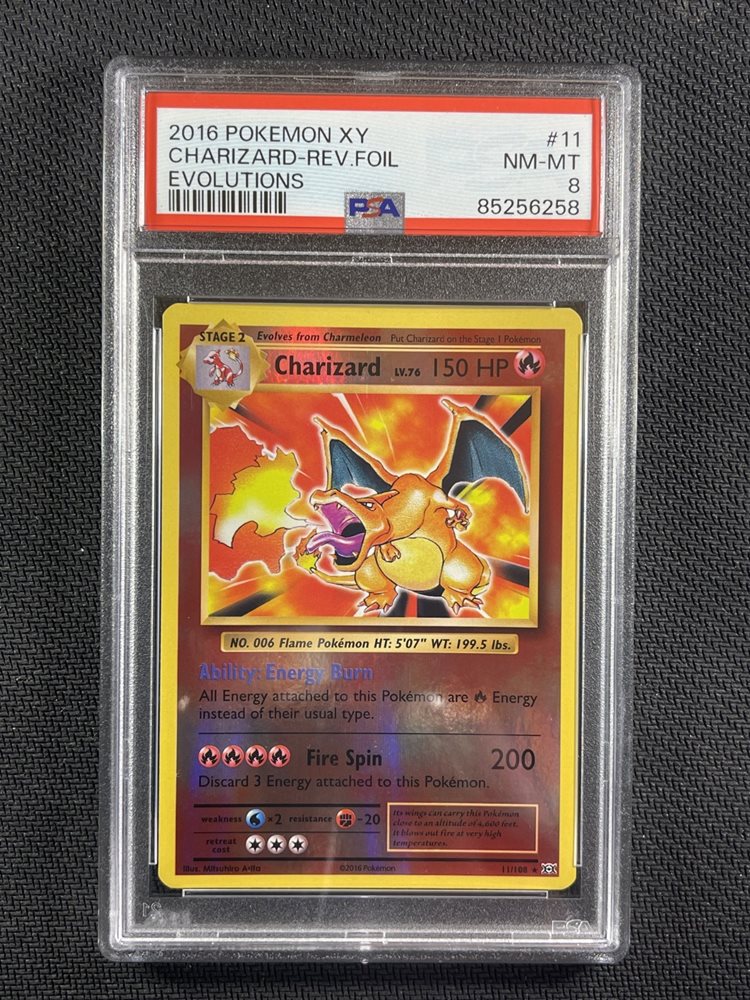 2016 POKEMON XY #11
CHARIZARD-REV.FOIL NM-MT
EVOLUTIONS 8
PSA 85256258
STAGE 2 Evolves from Charmeleon Put Charizard on the Stage 1 Pokémon
Charizard LV.76 150 HP
NO. 006 Flame Pokémon HT: 5'07" WT: 199.5 lbs.
Ability: Energy Burn
All Energy attached to this Pokémon are Energy
instead of their usual type.
Fire Spin 200
Discard 3 Energy attached to this Pokémon.
weakness ×2 resistance -20
retreat
cost
Its wings can carry this Pokémon
close to an altitude of 4,600 feet.
It blows out fire at very high
temperatures.
Illus. Mitsuhiro Arita ©2016 Pokémon 11/108